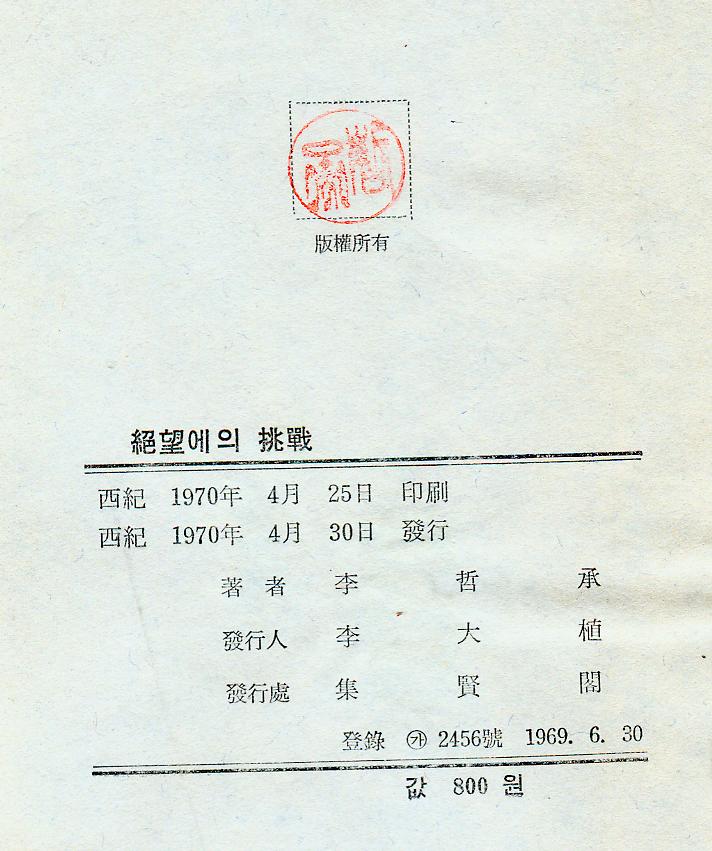 版權所有
絕望에의 挑戰
西紀 1970年 4月 25日 印刷
西紀 1970年 4月 30日 發行
著者 李哲承
發行人 李大植
發行處 集賢閣
登錄 ㉮ 2456號 1969. 6. 30
값 800 원